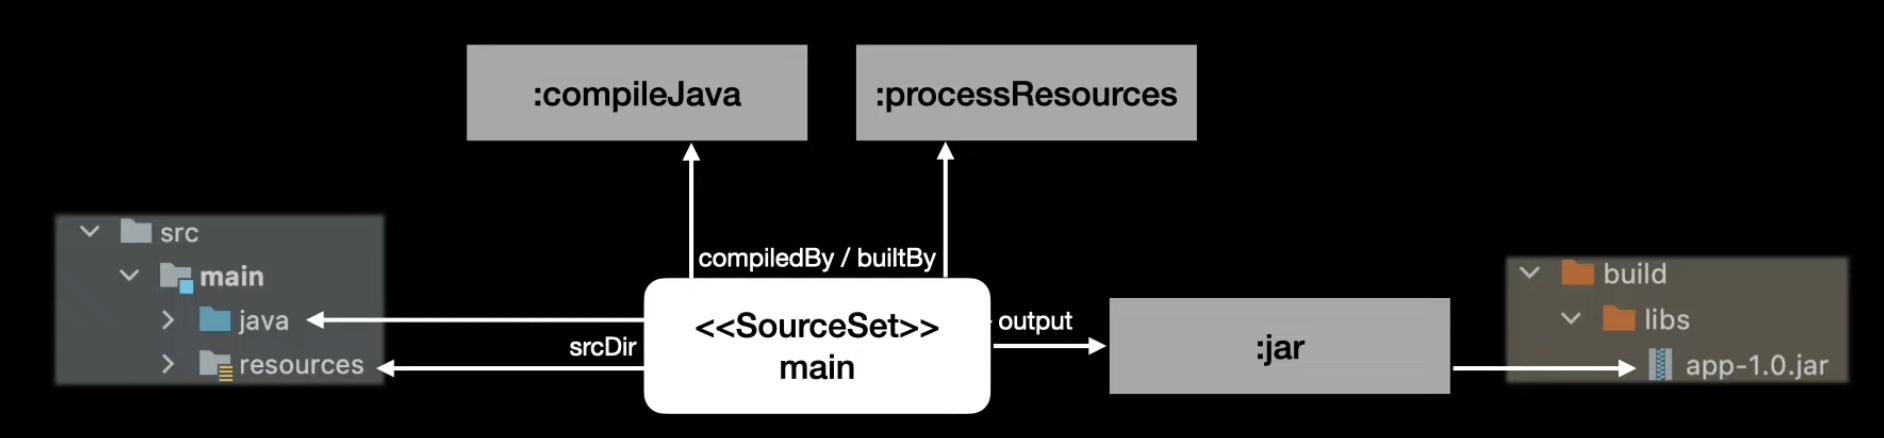 :compileJava
:processResources
src
main
java
resources
compiledBy / builtBy
srcDir
<<SourceSet>>
main
output
:jar
build
libs
app-1.0.jar